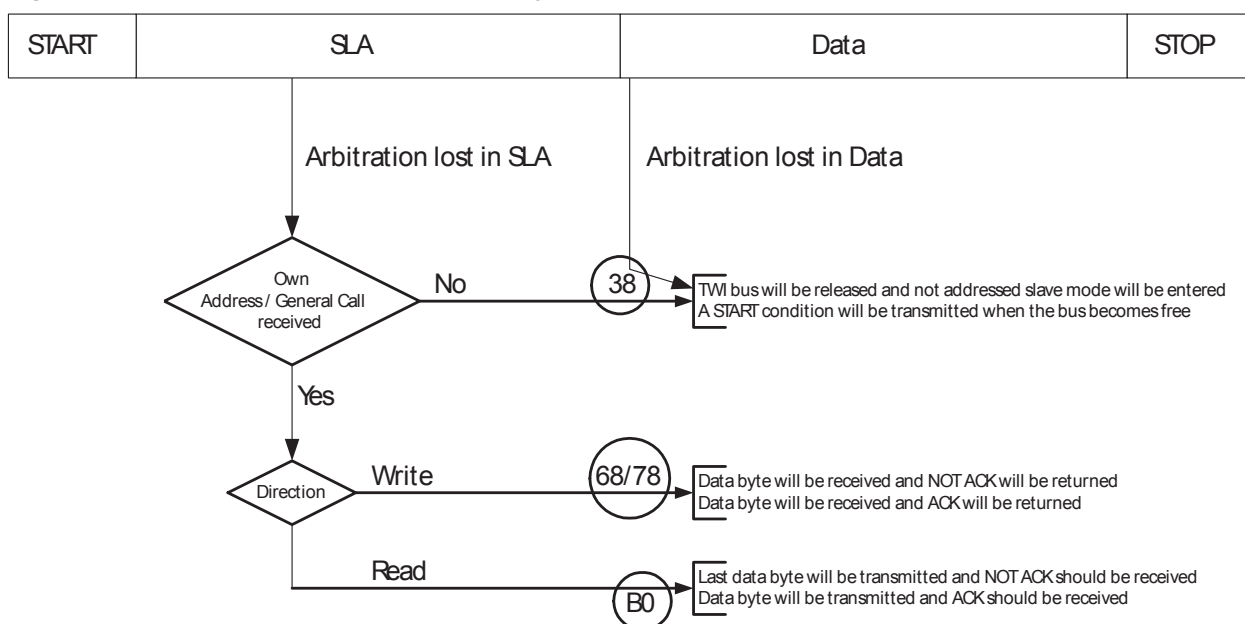 START SLA Data STOP
Arbitration lost in SLA Arbitration lost in Data
Own
Address / General Call
received
No
38
TWI bus will be released and not addressed slave mode will be entered
A START condition will be transmitted when the bus becomes free
Yes
Direction
Write
68/78
Data byte will be received and NOT ACK will be returned
Data byte will be received and ACK will be returned
Read
B0
Last data byte will be transmitted and NOT ACK should be received
Data byte will be transmitted and ACK should be received